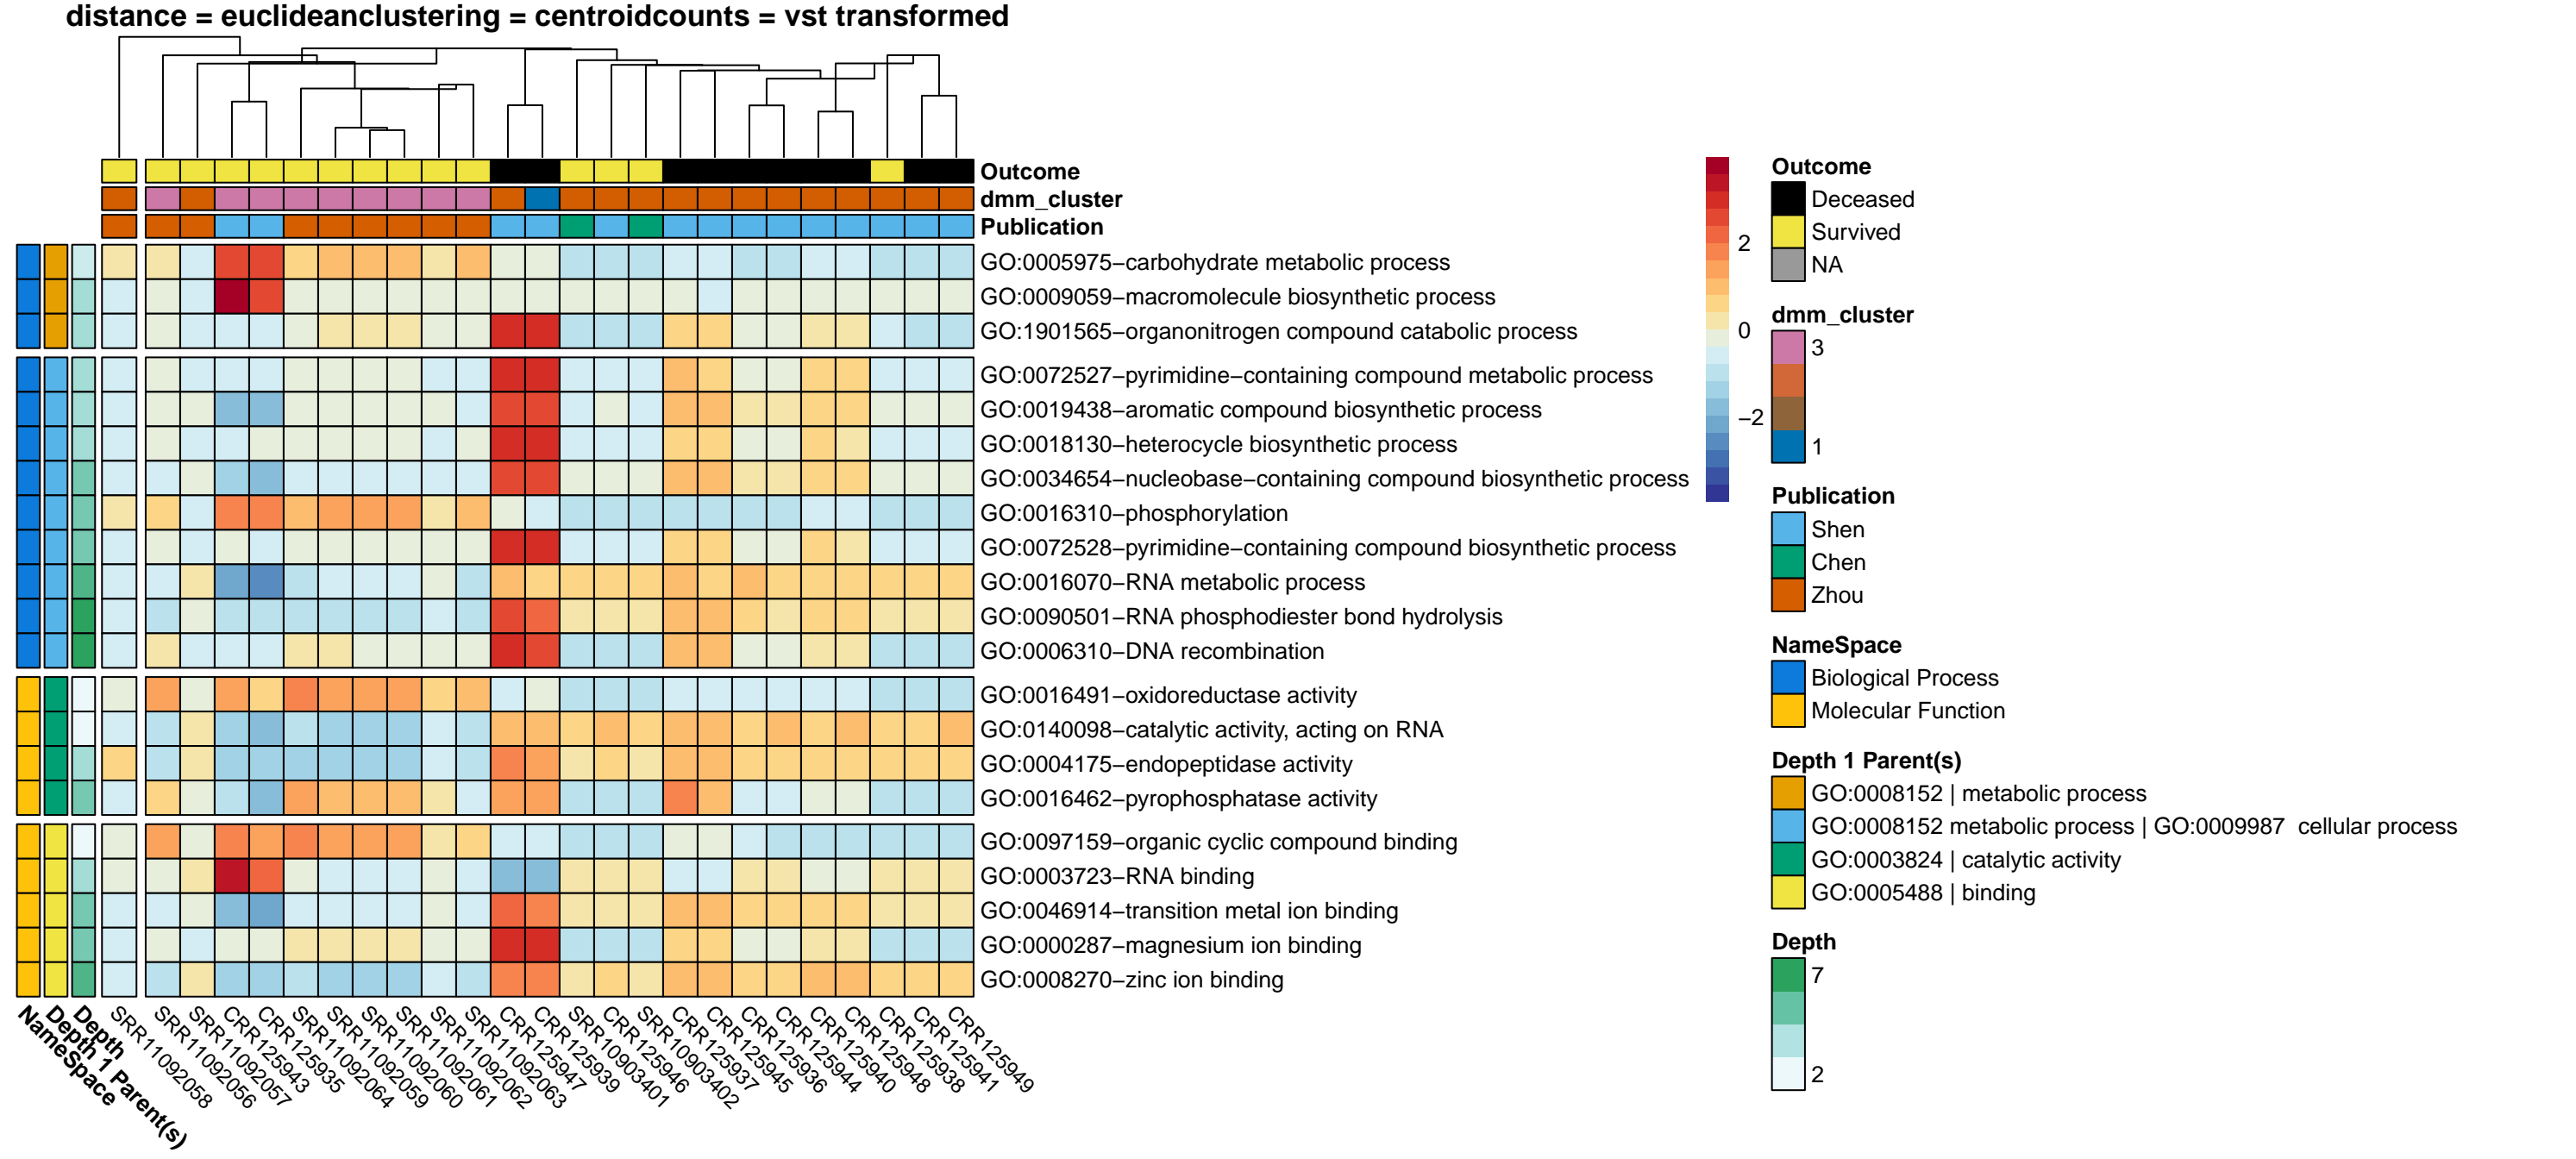 distance = euclideanclustering = centroidcounts = vst transformed
Outcome
dmm_cluster
Publication
GO:0005975−carbohydrate metabolic process
GO:0009059−macromolecule biosynthetic process
GO:1901565−organonitrogen compound catabolic process
GO:0072527−pyrimidine−containing compound metabolic process
GO:0019438−aromatic compound biosynthetic process
GO:0018130−heterocycle biosynthetic process
GO:0034654−nucleobase−containing compound biosynthetic process
GO:0016310−phosphorylation
GO:0072528−pyrimidine−containing compound biosynthetic process
GO:0016070−RNA metabolic process
GO:0090501−RNA phosphodiester bond hydrolysis
GO:0006310−DNA recombination
GO:0016491−oxidoreductase activity
GO:0140098−catalytic activity, acting on RNA
GO:0004175−endopeptidase activity
GO:0016462−pyrophosphatase activity
GO:0097159−organic cyclic compound binding
GO:0003723−RNA binding
GO:0046914−transition metal ion binding
GO:0000287−magnesium ion binding
GO:0008270−zinc ion binding
NameSpace
Depth 1 Parent(s)
Depth
SRR11092058
SRR11092056
SRR11092057
CRR125943
CRR125935
SRR11092064
SRR11092059
SRR11092060
SRR11092061
SRR11092062
SRR11092063
CRR125947
CRR125939
SRR10903401
CRR125946
SRR10903402
CRR125937
CRR125945
CRR125936
CRR125944
CRR125940
CRR125948
CRR125938
CRR125941
CRR125949
2
0
−2
Outcome
Deceased
Survived
NA
dmm_cluster
3
1
Publication
Shen
Chen
Zhou
NameSpace
Biological Process
Molecular Function
Depth 1 Parent(s)
GO:0008152 | metabolic process
GO:0008152 metabolic process | GO:0009987  cellular process
GO:0003824 | catalytic activity
GO:0005488 | binding
Depth
7
2